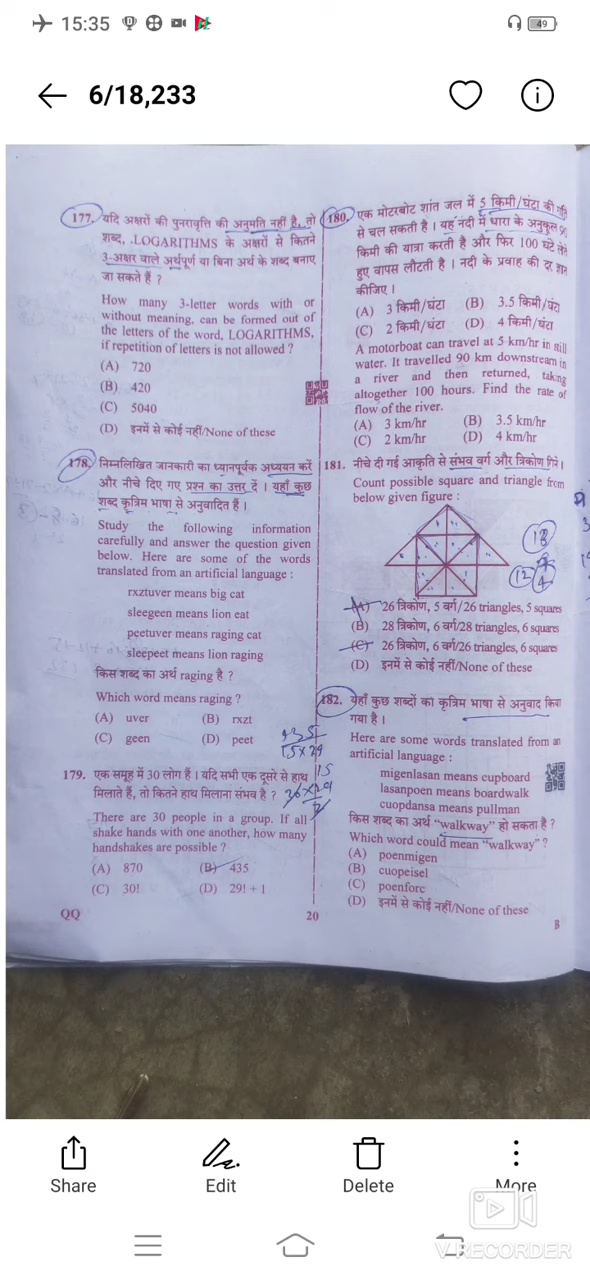 15:35
49
6/18,233
177. यदि अक्षरों की पुनरावृत्ति की अनुमति नहीं है, तो
शब्द, .LOGARITHMS के अक्षरों से कितने
3-अक्षर वाले अर्थपूर्ण या बिना अर्थ के शब्द बनाए
जा सकते हैं ?
How many 3-letter words with or
without meaning, can be formed out of
the letters of the word, LOGARITHMS,
if repetition of letters is not allowed ?
(A) 720
(B) 420
(C) 5040
(D) इनमें से कोई नहीं/None of these
178. निम्नलिखित जानकारी का ध्यानपूर्वक अध्ययन करें
और नीचे दिए गए प्रश्न का उत्तर दें । यहाँ कुछ
शब्द कृत्रिम भाषा से अनुवादित हैं ।
Study the following information
carefully and answer the question given
below. Here are some of the words
translated from an artificial language :
rxztuver means big cat
sleegeen means lion eat
peetuver means raging cat
sleepeet means lion raging
किस शब्द का अर्थ raging है ?
Which word means raging ?
(A) uver (B) rxzt
(C) geen (D) peet
15×29
179. एक समूह में 30 लोग हैं । यदि सभी एक दूसरे से हाथ
मिलाते हैं, तो कितने हाथ मिलाना संभव है ?
15
2
There are 30 people in a group. If all
shake hands with one another, how many
handshakes are possible ?
(A) 870 (B) 435
(C) 30! (D) 29! + 1
180. एक मोटरबोट शांत जल में 5 किमी/घंटा की गति
से चल सकती है । यह नदी में धारा के अनुकूल
किमी की यात्रा करती है और फिर 100 घंटे लेते
हुए वापस लौटती है । नदी के प्रवाह की दर ज्ञात
कीजिए ।
(A) 3 किमी/घंटा (B) 3.5 किमी/घंटा
(C) 2 किमी/घंटा (D) 4 किमी/घंटा
A motorboat can travel at 5 km/hr in still
water. It travelled 90 km downstream in
a river and then returned, taking
altogether 100 hours. Find the rate of
flow of the river.
(A) 3 km/hr (B) 3.5 km/hr
(C) 2 km/hr (D) 4 km/hr
181. नीचे दी गई आकृति से संभव वर्ग और त्रिकोण गिनें ।
Count possible square and triangle from
below given figure :
18
12
4
(A) 26 त्रिकोण, 5 वर्ग/26 triangles, 5 squares
(B) 28 त्रिकोण, 6 वर्ग/28 triangles, 6 squares
(C) 26 त्रिकोण, 6 वर्ग/26 triangles, 6 squares
(D) इनमें से कोई नहीं/None of these
182. यहाँ कुछ शब्दों को कृत्रिम भाषा से अनुवाद किया
गया है ।
Here are some words translated from an
artificial language :
migenlasan means cupboard
lasanpoen means boardwalk
cuopdansa means pullman
किस शब्द का अर्थ "walkway" हो सकता है ?
Which word could mean "walkway" ?
(A) poenmigen
(B) cuopeisel
(C) poenforc
(D) इनमें से कोई नहीं/None of these
QQ
20
B
Share
Edit
Delete
More
V RECORDER